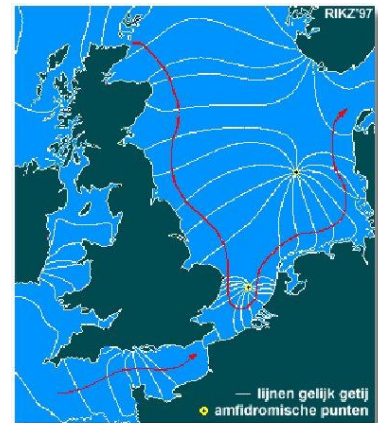 RIKZ'97
— lijnen gelijk getij
amfidromische punten